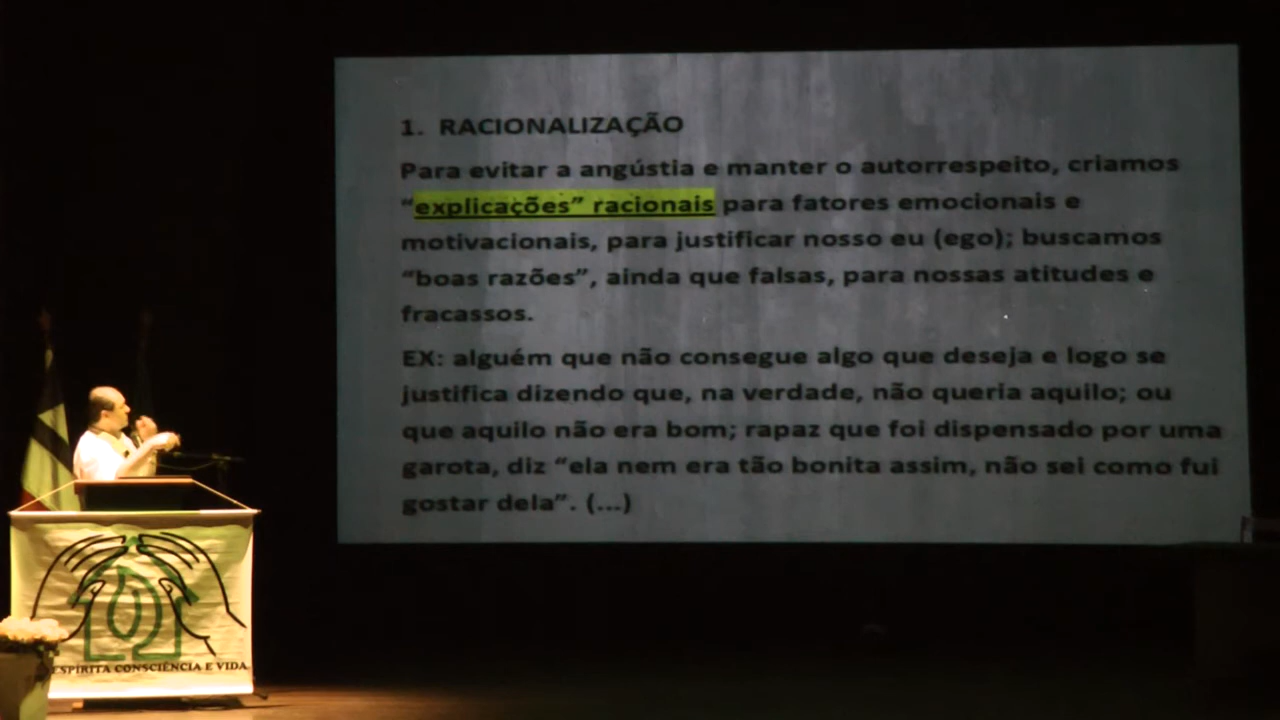 1. RACIONALIZAÇÃO
Para evitar a angústia e manter o autorrespeito, criamos
“explicações” racionais para fatores emocionais e
motivacionais, para justificar nosso eu (ego); buscamos
“boas razões”, ainda que falsas, para nossas atitudes e
fracassos.
EX: alguém que não consegue algo que deseja e logo se
justifica dizendo que, na verdade, não queria aquilo; ou
que aquilo não era bom; rapaz que foi dispensado por uma
garota, diz “ela nem era tão bonita assim, não sei como fui
gostar dela”. (...)
ESPÍRITA CONSCIÊNCIA E VIDA